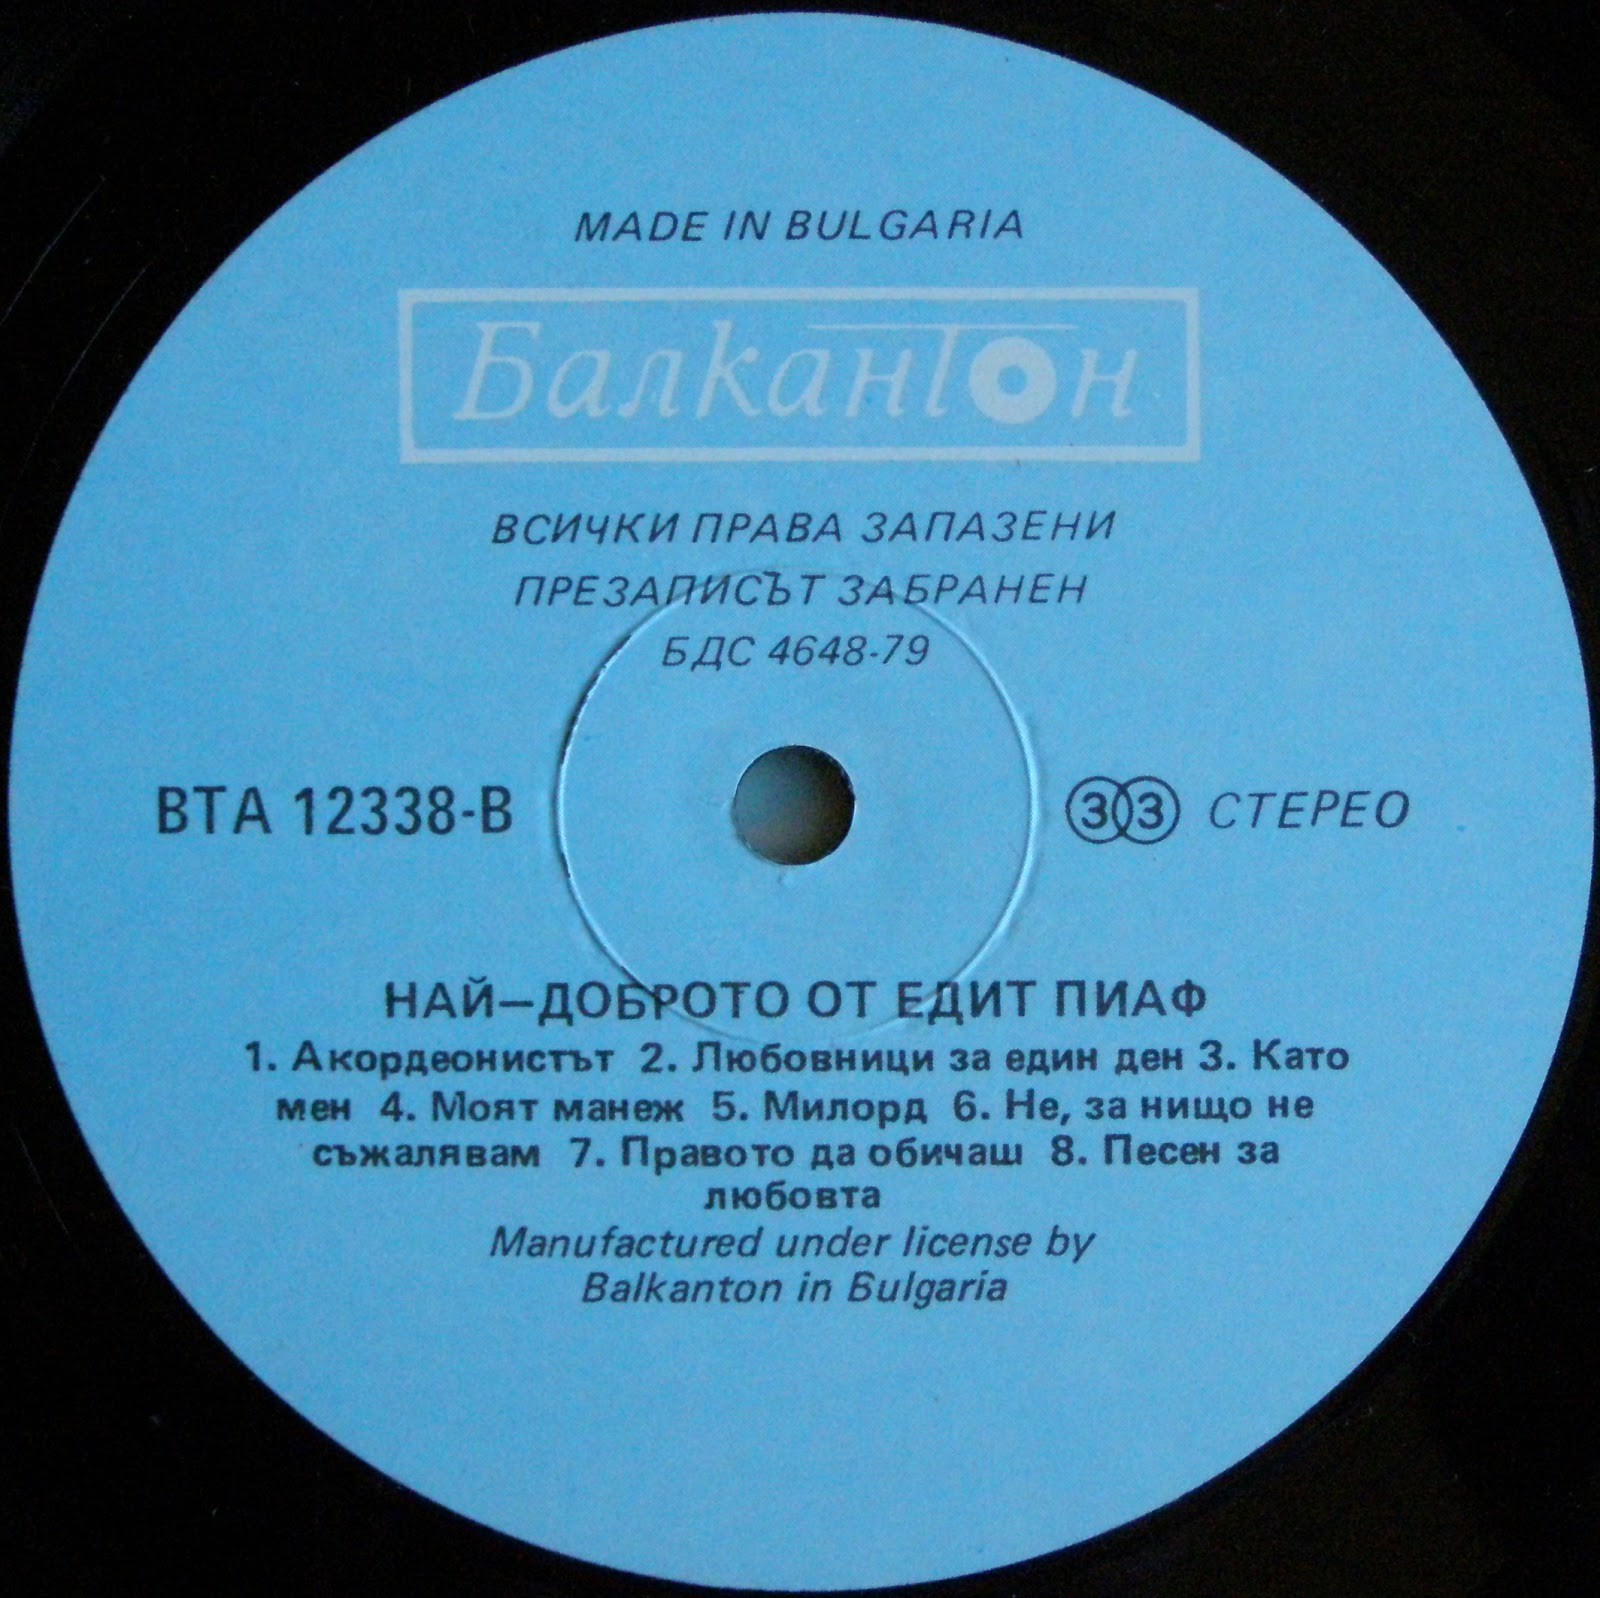 MADE IN BULGARIA
Балкантон
ВСИЧКИ ПРАВА ЗАПАЗЕНИ
ПРЕЗАПИСЪТ ЗАБРАНЕН
БДС 4648-79
ВТА 12338-В
33 СТЕРЕО
НАЙ—ДОБРОТО ОТ ЕДИТ ПИАФ
1. Акордеонистът 2. Любовници за един ден 3. Като
мен 4. Моят манеж 5. Милорд 6. Не, за нищо не
съжалявам 7. Правото да обичаш 8. Песен за
любовта
Manufactured under license by
Balkanton in Bulgaria